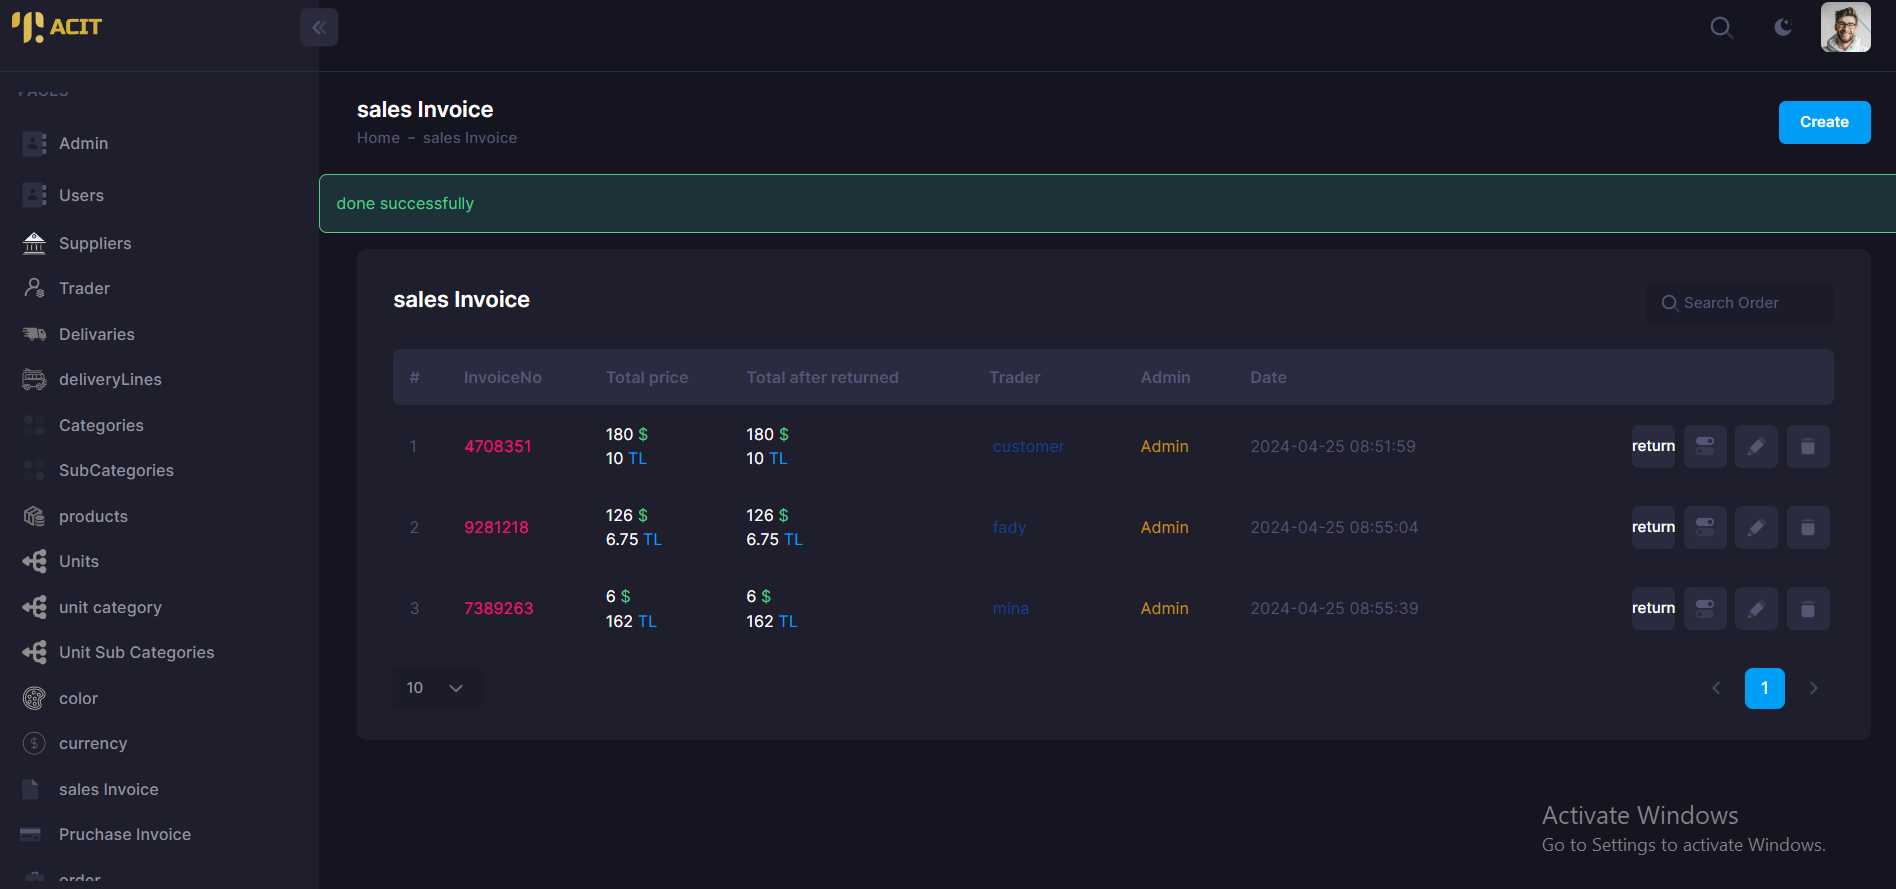 ACIT
PAGES
Admin
Users
Suppliers
Trader
Delivaries
deliveryLines
Categories
SubCategories
products
Units
unit category
Unit Sub Categories
color
currency
sales Invoice
Pruchase Invoice
order
sales Invoice
Home - sales Invoice
Create
done successfully
sales Invoice
Search Order
# InvoiceNo Total price Total after returned Trader Admin Date
1 4708351 180 $ 180 $ customer Admin 2024-04-25 08:51:59 return
10 TL 10 TL
2 9281218 126 $ 126 $ fady Admin 2024-04-25 08:55:04 return
6.75 TL 6.75 TL
3 7389263 6 $ 6 $ mina Admin 2024-04-25 08:55:39 return
162 TL 162 TL
10
1
Activate Windows
Go to Settings to activate Windows.